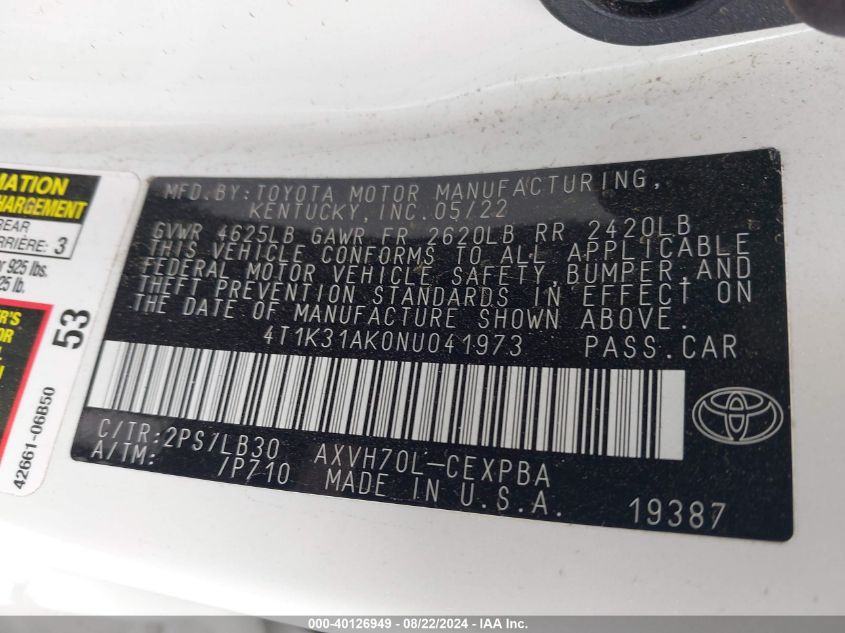 MATION
HARGEMENT
REAR
ARRIÈRE: 3
925 lbs.
25 lb.
53
42661-06B50
MFD.BY:TOYOTA MOTOR MANUFACTURING,
KENTUCKY, INC.05/22
GVWR 4625LB GAWR FR 2620LB RR 2420LB
THIS VEHICLE CONFORMS TO ALL APPLICABLE
FEDERAL MOTOR VEHICLE SAFETY, BUMPER, AND
THEFT PREVENTION STANDARDS IN EFFECT ON
THE DATE OF MANUFACTURE SHOWN ABOVE.
4T1K31AK0NU041973 PASS.CAR
C/TR:2PS7LB30 AXVH70L-CEXPBA
A/TM: /P710 MADE IN U.S.A.
19387
000-40126949 - 08/22/2024 - IAA Inc.